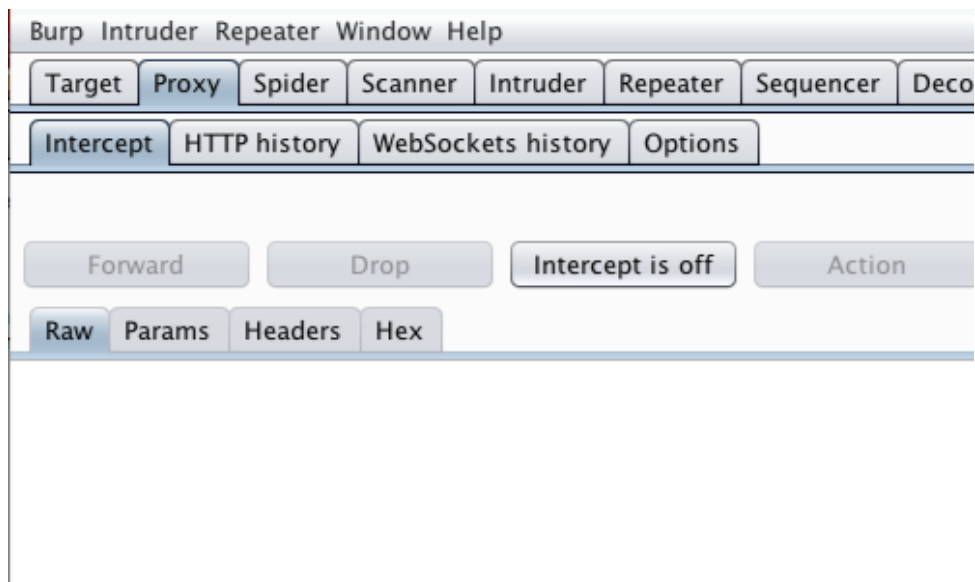 Burp Intruder Repeater Window Help
Target Proxy Spider Scanner Intruder Repeater Sequencer Deco
Intercept HTTP history WebSockets history Options
Forward Drop Intercept is off Action
Raw Params Headers Hex